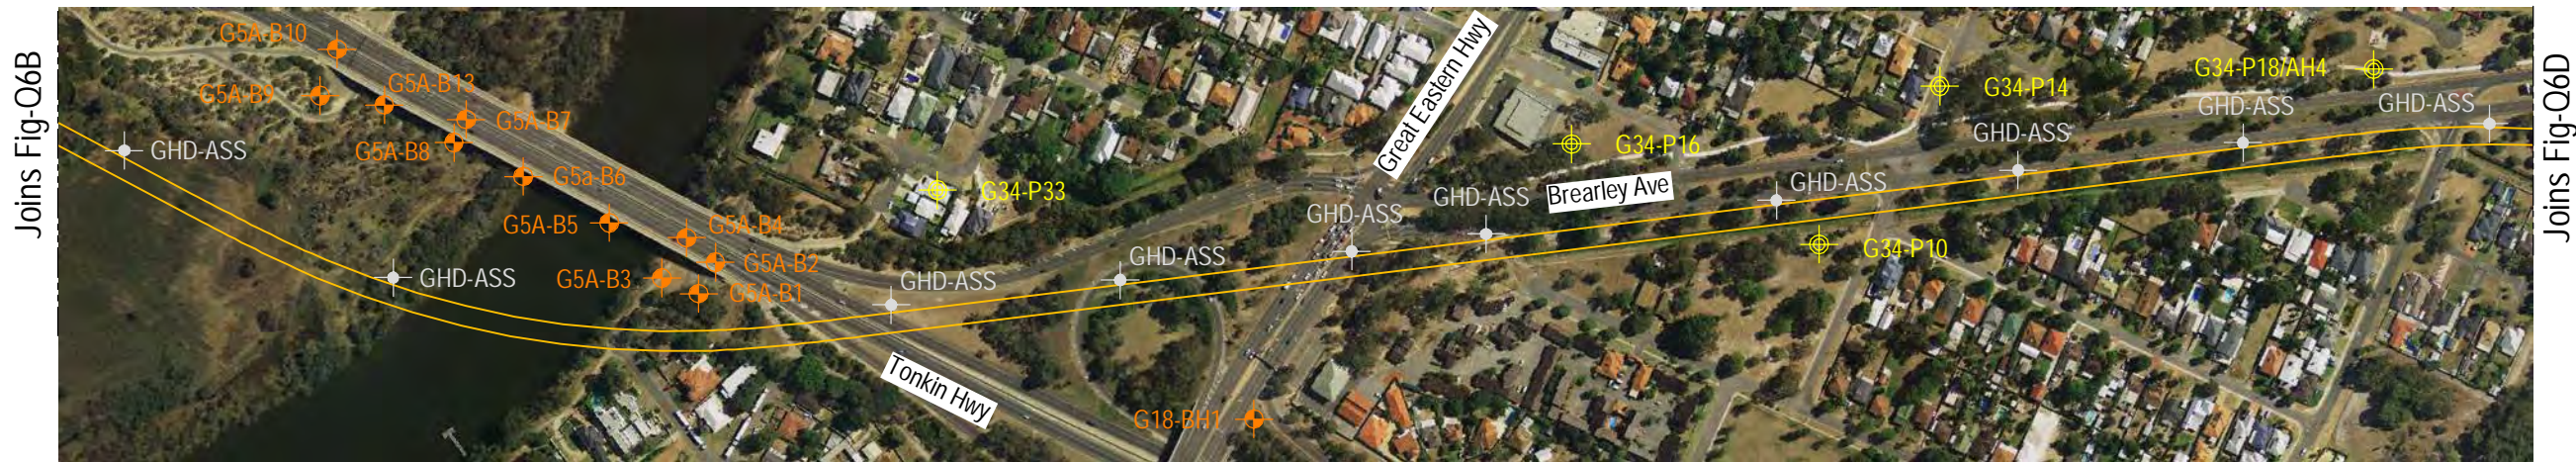 Joins Fig-Q6B
G5A-B10
G5A-B9
G5A-B13
G5A-B7
G5A-B8
G5a-B6
G5A-B5
G5A-B4
G5A-B2
G5A-B3
G5A-B1
GHD-ASS
GHD-ASS
Tonkin Hwy
GHD-ASS
G34-P33
GHD-ASS
G18-BH1
Great Eastern Hwy
GHD-ASS
GHD-ASS
G34-P16
Brearley Ave
GHD-ASS
G34-P10
G34-P14
GHD-ASS
G34-P18/AH4
GHD-ASS
GHD-ASS
Joins Fig-Q6D